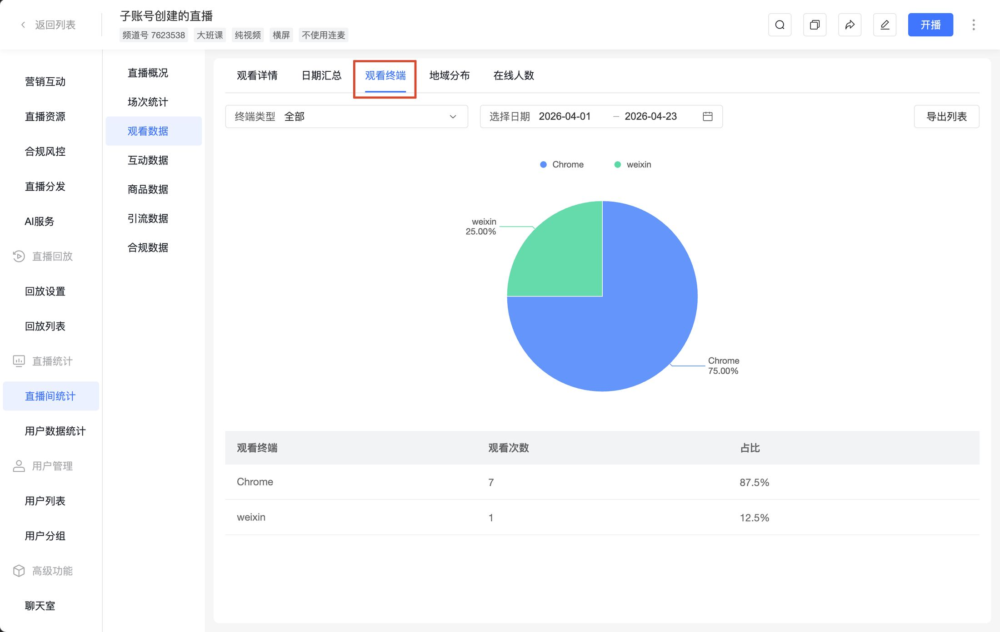 返回列表
子账号创建的直播
频道号 7623538 大班课 纯视频 横屏 不使用连麦
开播
营销互动
直播资源
合规风控
直播分发
AI服务
直播回放
回放设置
回放列表
直播统计
直播间统计
用户数据统计
用户管理
用户列表
用户分组
高级功能
聊天室
直播概况
场次统计
观看数据
互动数据
商品数据
引流数据
合规数据
观看详情 日期汇总 观看终端 地域分布 在线人数
终端类型 全部 选择日期 2026-04-01 – 2026-04-23 导出列表
Chrome weixin
weixin
25.00%
Chrome
75.00%
观看终端 观看次数 占比
Chrome 7 87.5%
weixin 1 12.5%